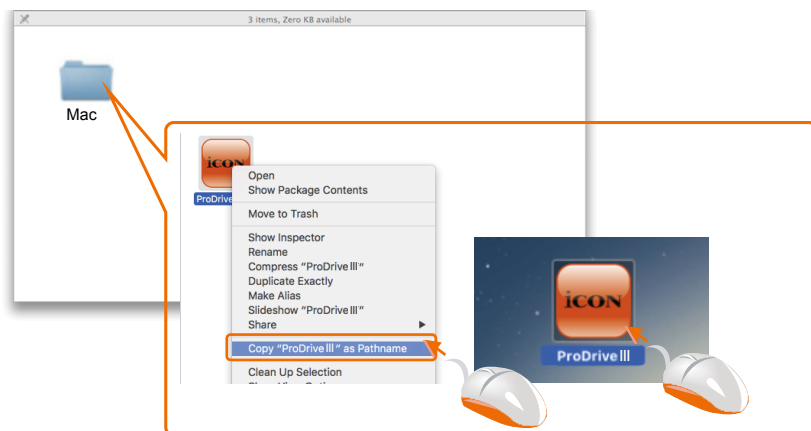 3 items, Zero KB available
Mac
iCON
ProDrive
Open
Show Package Contents
Move to Trash
Show Inspector
Rename
Compress “ProDrive III“
Duplicate Exactly
Make Alias
Slideshow “ProDrive III”
Share
Copy “ProDrive III” as Pathname
Clean Up Selection
iCON
ProDrive III